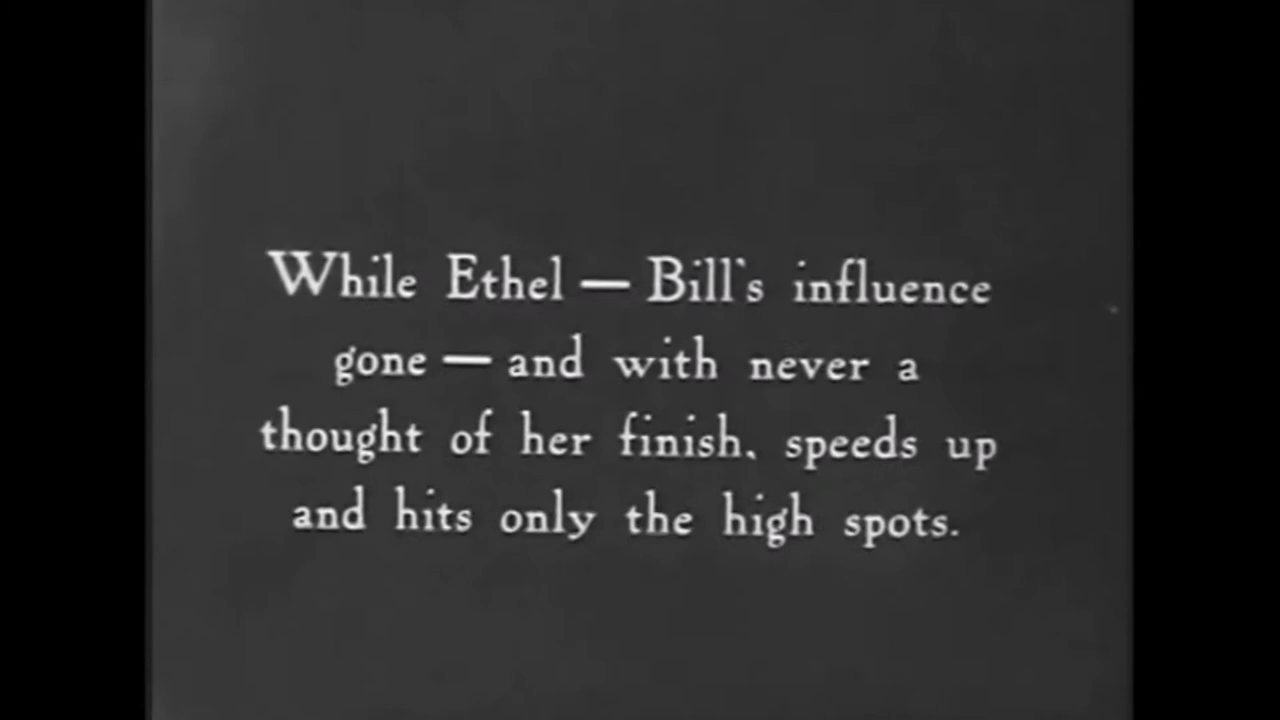 While Ethel — Bill's influence
gone — and with never a
thought of her finish, speeds up
and hits only the high spots.